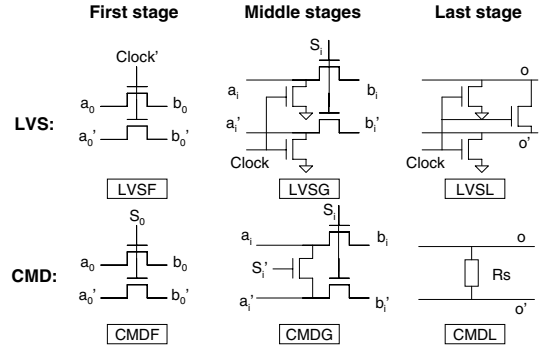 First stage Middle stages Last stage
LVS:
Clock'
a0 b0
a0' b0'
LVSF
Si
ai bi
ai' bi'
Clock
LVSG
o
o'
Clock
LVSL
CMD:
S0
a0 b0
a0' b0'
CMDF
Si
ai bi
Si'
ai' bi'
CMDG
o
Rs
o'
CMDL